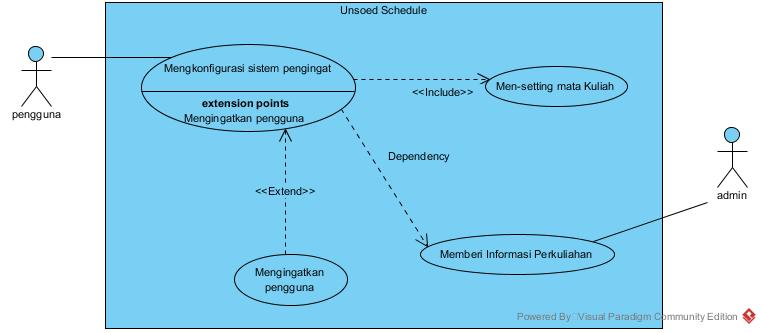 Unsoed Schedule
pengguna
Mengkonfigurasi sistem pengingat
extension points
Mengingatkan pengguna
<<Include>>
Men-setting mata Kuliah
Dependency
<<Extend>>
admin
Mengingatkan
pengguna
Memberi Informasi Perkuliahan
Powered By Visual Paradigm Community Edition